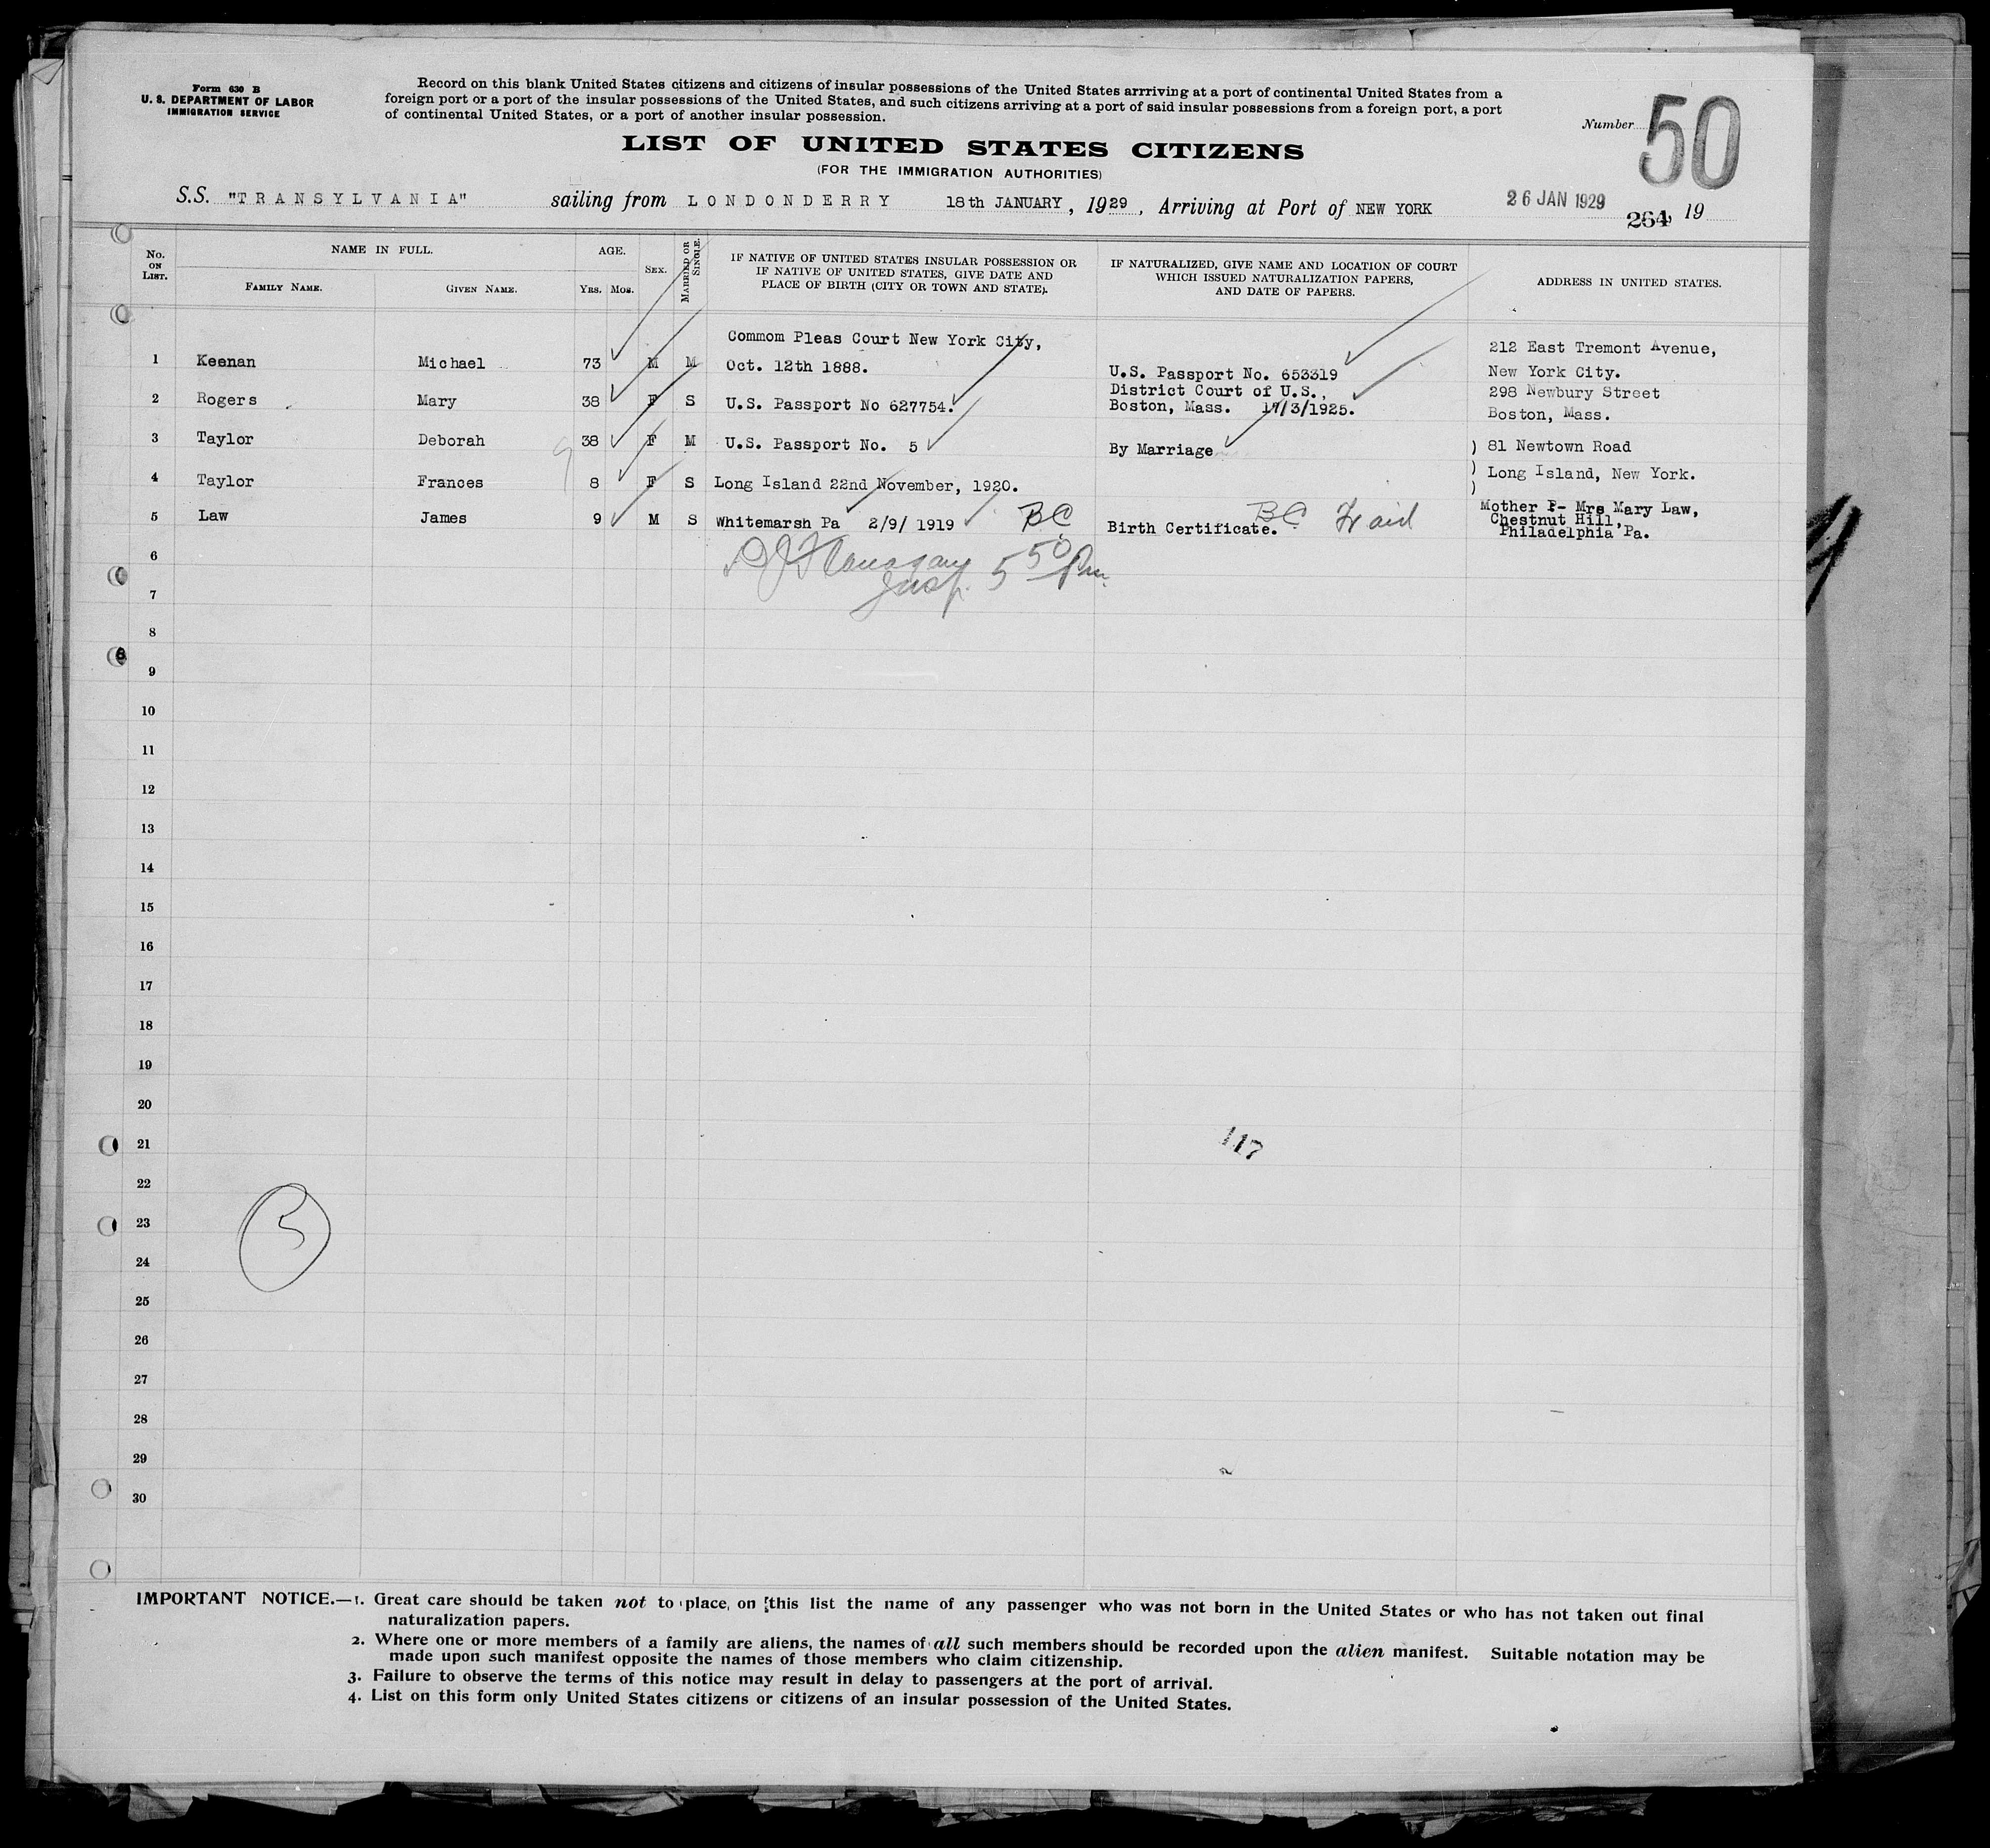 Form 630 B
U. S. DEPARTMENT OF LABOR
IMMIGRATION SERVICE
Record on this blank United States citizens and citizens of insular possessions of the United States arrriving at a port of continental United States from a
foreign port or a port of the insular possessions of the United States, and such citizens arriving at a port of said insular possessions from a foreign port, a port
of continental United States, or a port of another insular possession.
Number 50
LIST OF UNITED STATES CITIZENS
(FOR THE IMMIGRATION AUTHORITIES)
S.S. "TRANSYLVANIA" sailing from LONDONDERRY 18th JANUARY, 1929, Arriving at Port of NEW YORK 26 JAN 1929 264, 19
No. ON LIST.
NAME IN FULL.
FAMILY NAME. GIVEN NAME.
AGE.
YRS. MOS.
SEX.
MARRIED OR SINGLE.
IF NATIVE OF UNITED STATES INSULAR POSSESSION OR
IF NATIVE OF UNITED STATES, GIVE DATE AND
PLACE OF BIRTH (CITY OR TOWN AND STATE).
IF NATURALIZED, GIVE NAME AND LOCATION OF COURT
WHICH ISSUED NATURALIZATION PAPERS,
AND DATE OF PAPERS.
ADDRESS IN UNITED STATES.
1 Keenan Michael 73 M M
Commom Pleas Court New York City,
Oct. 12th 1888.
U.S. Passport No. 653319
212 East Tremont Avenue,
New York City.
2 Rogers Mary 38 F S
U.S. Passport No 627754.
District Court of U.S.,
Boston, Mass. 17/3/1925.
298 Newbury Street
Boston, Mass.
3 Taylor Deborah 38 F M U.S. Passport No. 5 By Marriage ) 81 Newtown Road
4 Taylor Frances 8 F S Long Island 22nd November, 1920. ) Long Island, New York.
)
5 Law James 9 M S Whitemarsh Pa 2/9/ 1919 BC Birth Certificate. BC
Mother P- Mrs Mary Law,
Chestnut Hill,
Philadelphia Pa.
Insp. 5 50 Pm.
6
7
8
9
10
11
12
13
14
15
16
17
18
19
20
21
117
22
23
5
24
25
26
27
28
29
30
IMPORTANT NOTICE.—1. Great care should be taken not to place, on this list the name of any passenger who was not born in the United States or who has not taken out final
naturalization papers.
2. Where one or more members of a family are aliens, the names of all such members should be recorded upon the alien manifest. Suitable notation may be
made upon such manifest opposite the names of those members who claim citizenship.
3. Failure to observe the terms of this notice may result in delay to passengers at the port of arrival.
4. List on this form only United States citizens or citizens of an insular possession of the United States.